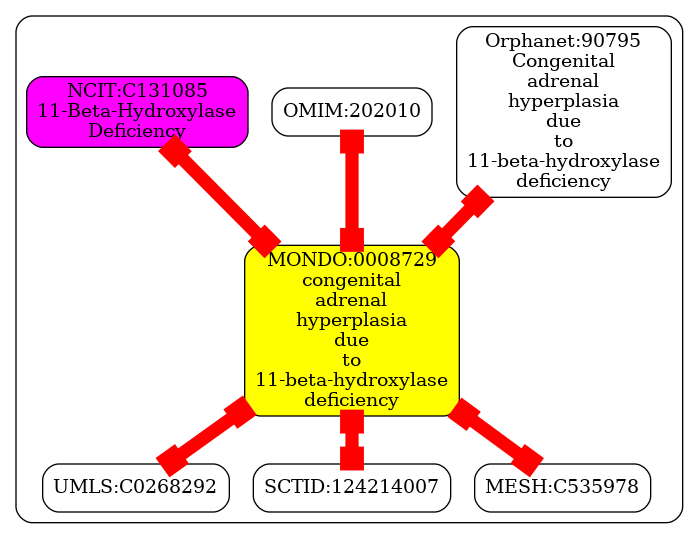 NCIT:C131085
11-Beta-Hydroxylase
Deficiency
OMIM:202010
Orphanet:90795
Congenital
adrenal
hyperplasia
due
to
11-beta-hydroxylase
deficiency
MONDO:0008729
congenital
adrenal
hyperplasia
due
to
11-beta-hydroxylase
deficiency
UMLS:C0268292
SCTID:124214007
MESH:C535978